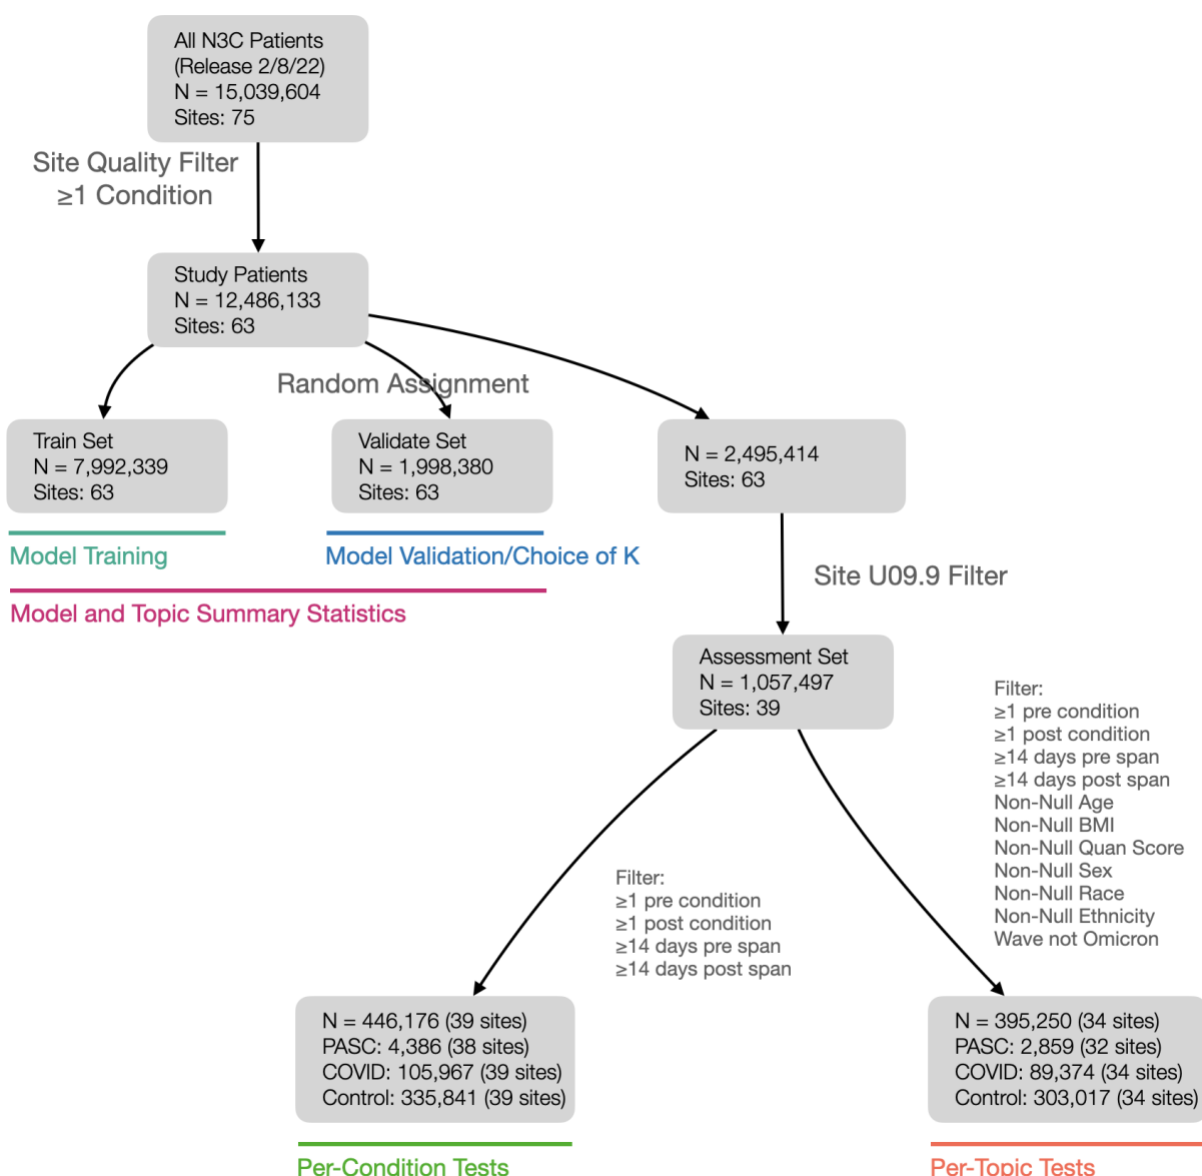 All N3C Patients
(Release 2/8/22)
N = 15,039,604
Sites: 75
Site Quality Filter
≥1 Condition
Study Patients
N = 12,486,133
Sites: 63
Random Assignment
Train Set
N = 7,992,339
Sites: 63
Validate Set
N = 1,998,380
Sites: 63
N = 2,495,414
Sites: 63
Model Training
Model Validation/Choice of K
Model and Topic Summary Statistics
Site U09.9 Filter
Assessment Set
N = 1,057,497
Sites: 39
Filter:
≥1 pre condition
≥1 post condition
≥14 days pre span
≥14 days post span
Non-Null Age
Non-Null BMI
Non-Null Quan Score
Non-Null Sex
Non-Null Race
Non-Null Ethnicity
Wave not Omicron
Filter:
≥1 pre condition
≥1 post condition
≥14 days pre span
≥14 days post span
N = 446,176 (39 sites)
PASC: 4,386 (38 sites)
COVID: 105,967 (39 sites)
Control: 335,841 (39 sites)
N = 395,250 (34 sites)
PASC: 2,859 (32 sites)
COVID: 89,374 (34 sites)
Control: 303,017 (34 sites)
Per-Condition Tests
Per-Topic Tests